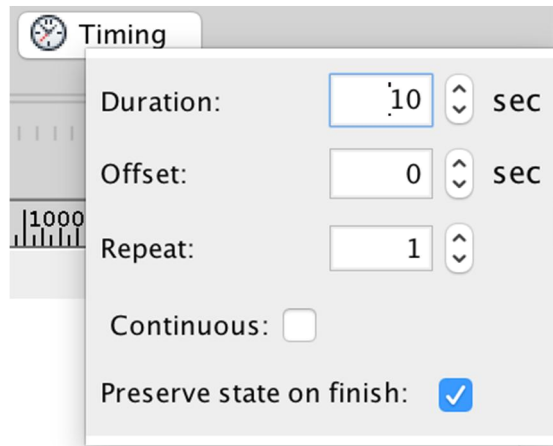 Timing
Duration: 10 sec
Offset: 0 sec
1000
Repeat: 1
Continuous:
Preserve state on finish: